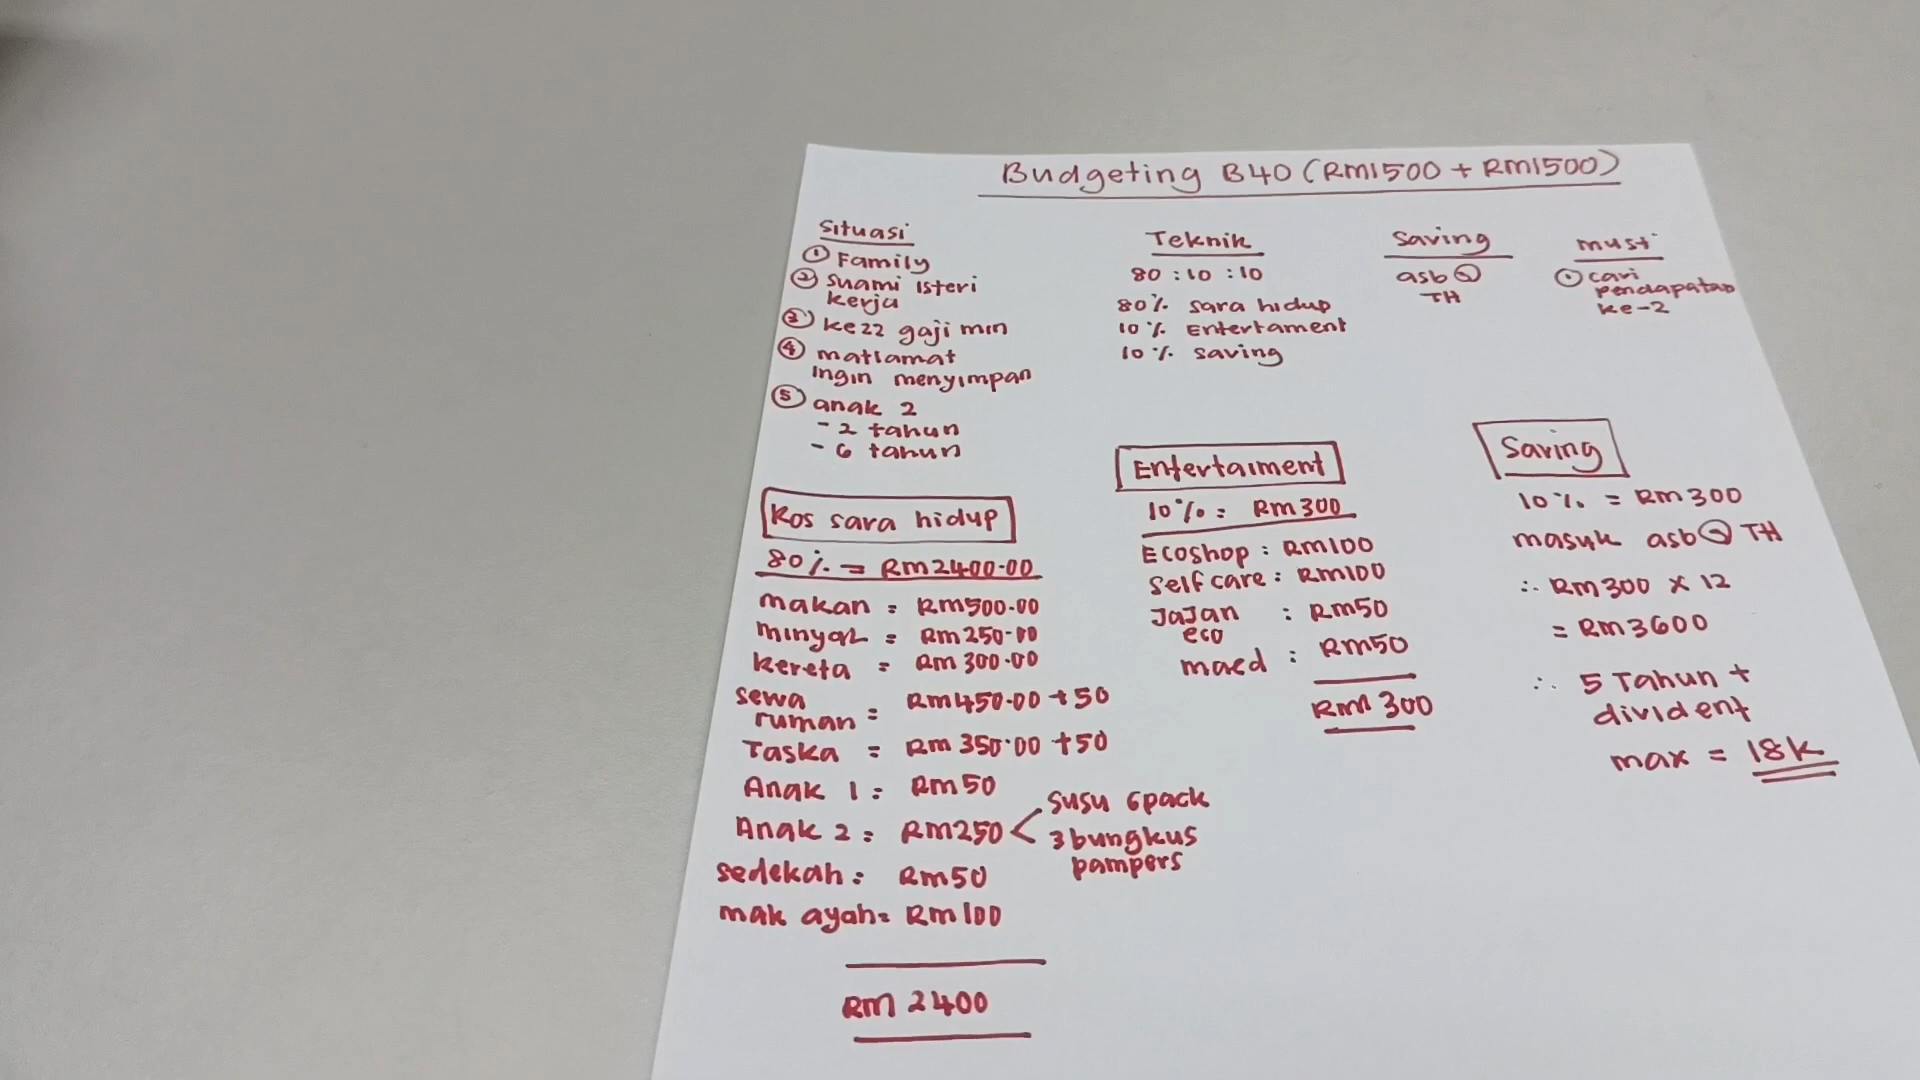 Budgeting B40 (RM1500 + RM1500)
Situasi
① Family
② suami isteri
kerja
③ ke22 gaji min
④ matlamat
ingin menyimpan
⑤ anak 2
- 2 tahun
- 6 tahun
Teknik
80 : 10 : 10
80% sara hidup
10% Entertament
10% saving
Saving
asb @
TH
must
① cari
pendapatan
ke-2
Kos sara hidup
80% = RM2400.00
makan = RM500.00
minyak = RM250.00
kereta = RM300.00
sewa
rumah = RM450.00 + 50
Taska = RM350.00 + 50
Anak 1 : RM50
Anak 2 : RM250 < susu 6pack
3 bungkus
pampers
sedekah : RM50
mak ayah = RM100
RM 2400
Entertaiment
10% = RM300
Ecoshop : RM100
Selfcare : RM100
JaJan : RM50
eco
maed : RM50
RM 300
Saving
10% = RM300
masuk asb @ TH
∴ RM300 x 12
= RM3600
∴ 5 Tahun +
divident
max = 18k